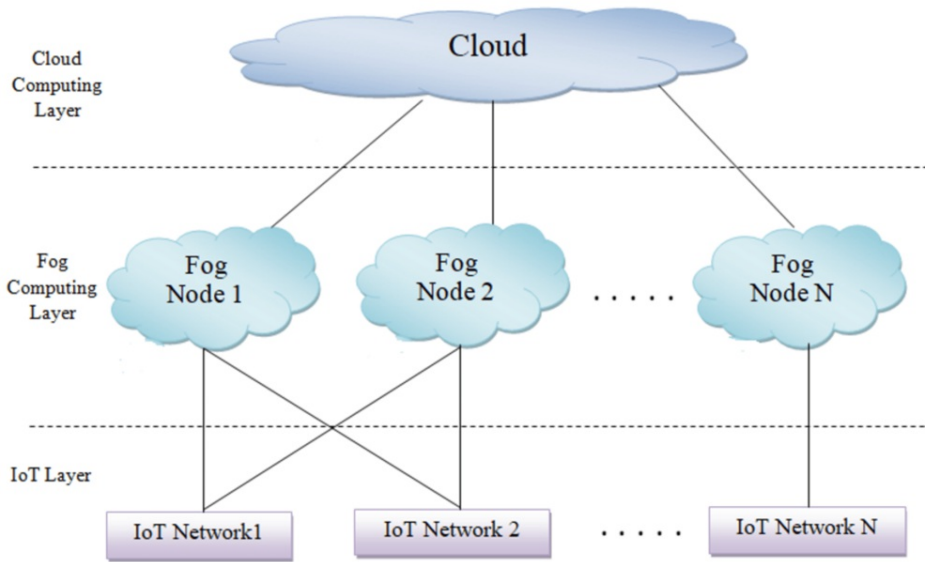 Cloud
Computing
Layer
Cloud
Fog
Computing
Layer
Fog
Node 1
Fog
Node 2
. . . . .
Fog
Node N
IoT Layer
IoT Network1
IoT Network 2
. . . . .
IoT Network N